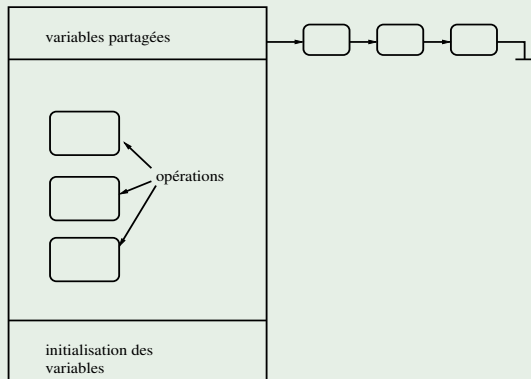 variables partagées
opérations
initialisation des
variables